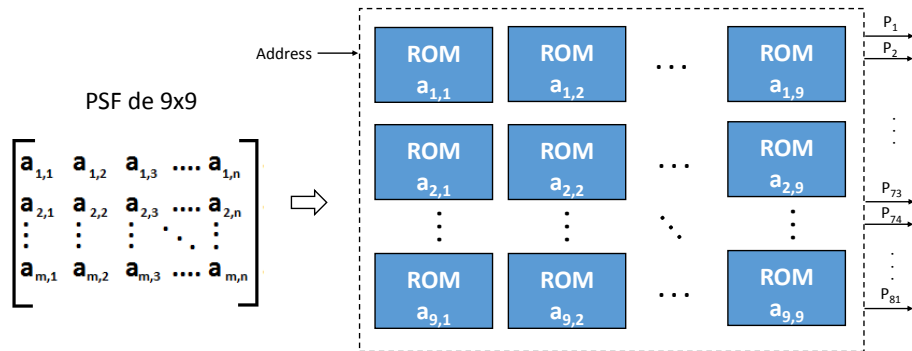 PSF de 9x9
a1,1 a1,2 a1,3 .... a1,n
a2,1 a2,2 a2,3 .... a2,n
am,1 am,2 am,3 .... am,n
Address
ROM a1,1
ROM a1,2
...
ROM a1,9
ROM a2,1
ROM a2,2
...
ROM a2,9
ROM a9,1
ROM a9,2
...
ROM a9,9
P1
P2
P73
P74
P81